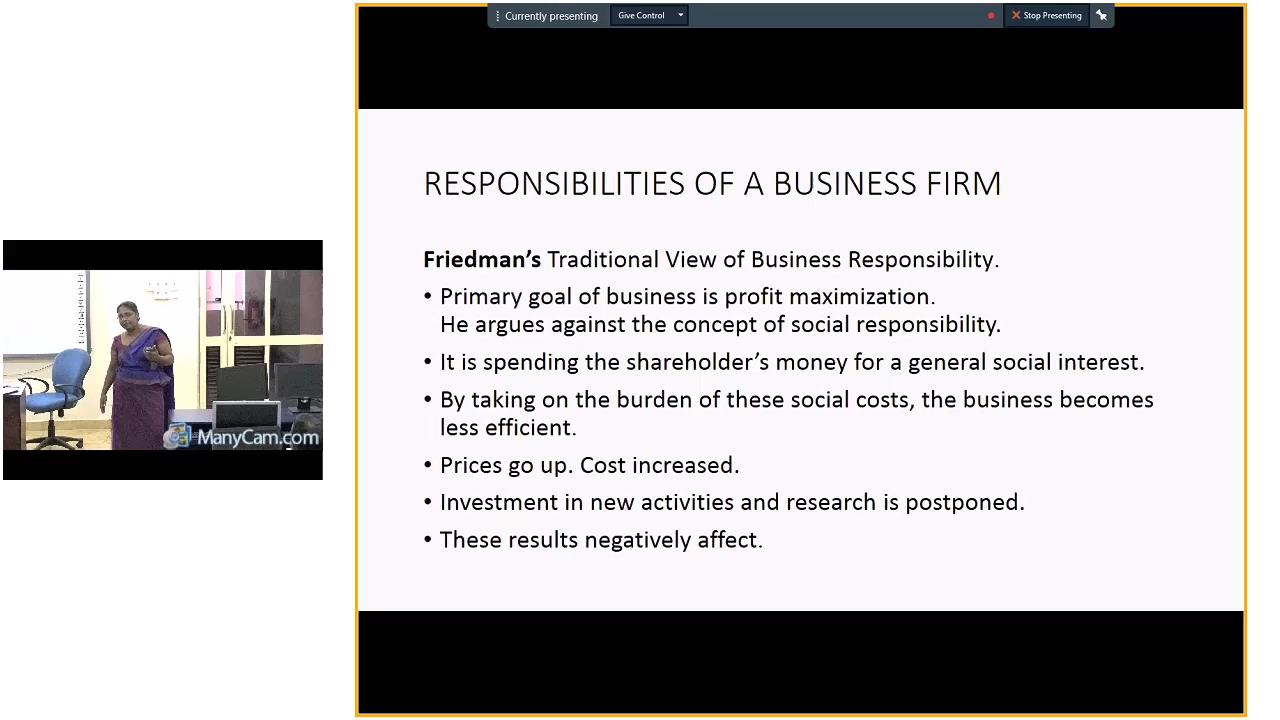 Currently presenting
Give Control
Stop Presenting
RESPONSIBILITIES OF A BUSINESS FIRM
Friedman’s Traditional View of Business Responsibility.
• Primary goal of business is profit maximization.
He argues against the concept of social responsibility.
• It is spending the shareholder’s money for a general social interest.
• By taking on the burden of these social costs, the business becomes
less efficient.
• Prices go up. Cost increased.
• Investment in new activities and research is postponed.
• These results negatively affect.
ManyCam.com